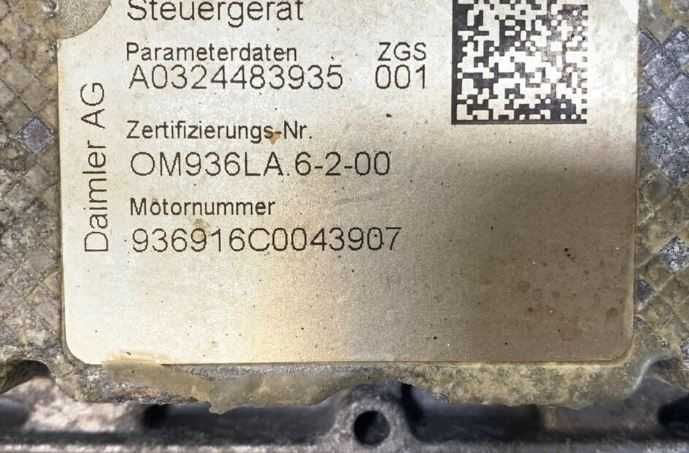 Steuergerät
Parameterdaten ZGS
A0324483935 001
Zertifizierungs-Nr.
OM936LA.6-2-00
Motornummer
936916C0043907
Daimler AG